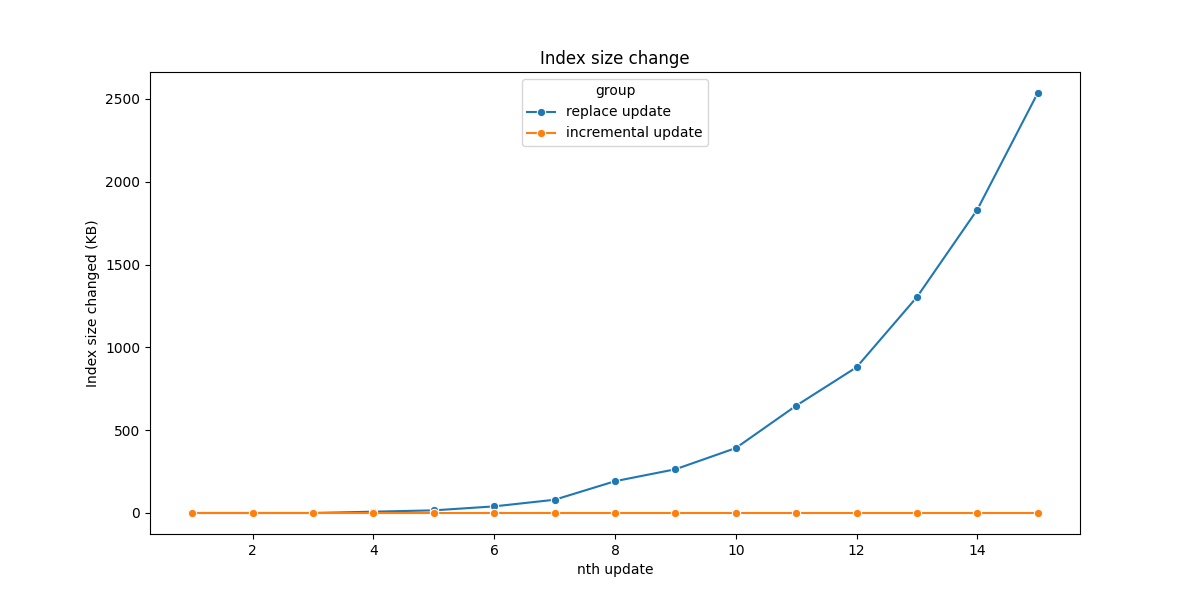 Index size change
group
replace update
incremental update
Index size changed (KB)
2500
2000
1500
1000
500
0
2 4 6 8 10 12 14
nth update